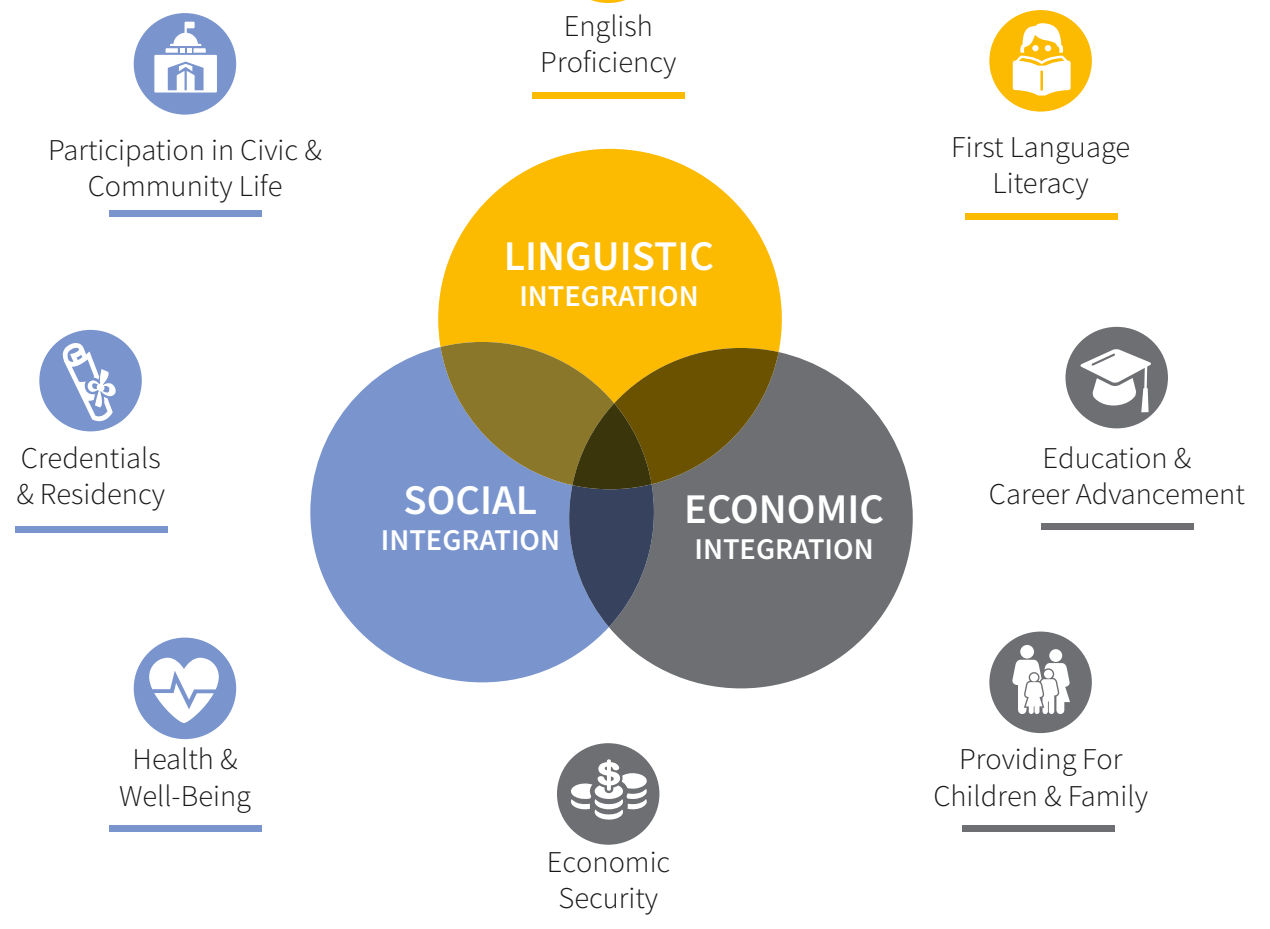 English
Proficiency
Participation in Civic &
Community Life
First Language
Literacy
LINGUISTIC
INTEGRATION
Credentials
& Residency
Education &
Career Advancement
SOCIAL
INTEGRATION
ECONOMIC
INTEGRATION
Health &
Well-Being
Providing For
Children & Family
$
Economic
Security